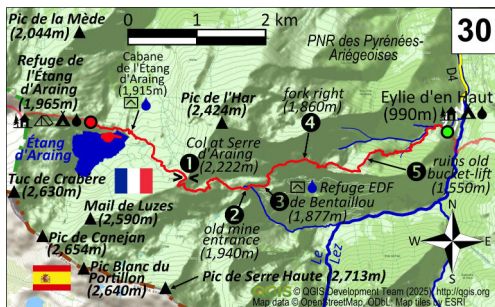 Pic de la Mède
(2,044m)
2 km
30
Refuge de
l'Étang
d'Araing
(1,965m)
Cabane
de l'Étang
d'Araing
(1,915m)
PNR des Pyrénées-
Ariégeoises
D4
fork right
(1,860m)
4
Eylie d'en Haut
(990m)
Pic de l'Har
(2,424m)
Étang
d'Araing
1
Col at Serre
d'Araing
(2,222m)
5
ruins old
bucket-lift
(1,550m)
Tuc de Crabère
(2,630m)
Refuge EDF
de Bentaillou
(1,877m)
3
2
old mine
entrance
(1,940m)
Mail de Luzès
(2,590m)
Pic de Canejan
(2,654m)
Pic Blanc du
Portillon
(2,640m)
Pic de Serre Haute (2,713m)
Le
Lez
N
W
E
S
© QGIS Development Team (2025) http://qgis.org
Map data © OpenStreetMap, ODbL. Map tiles by ESRI